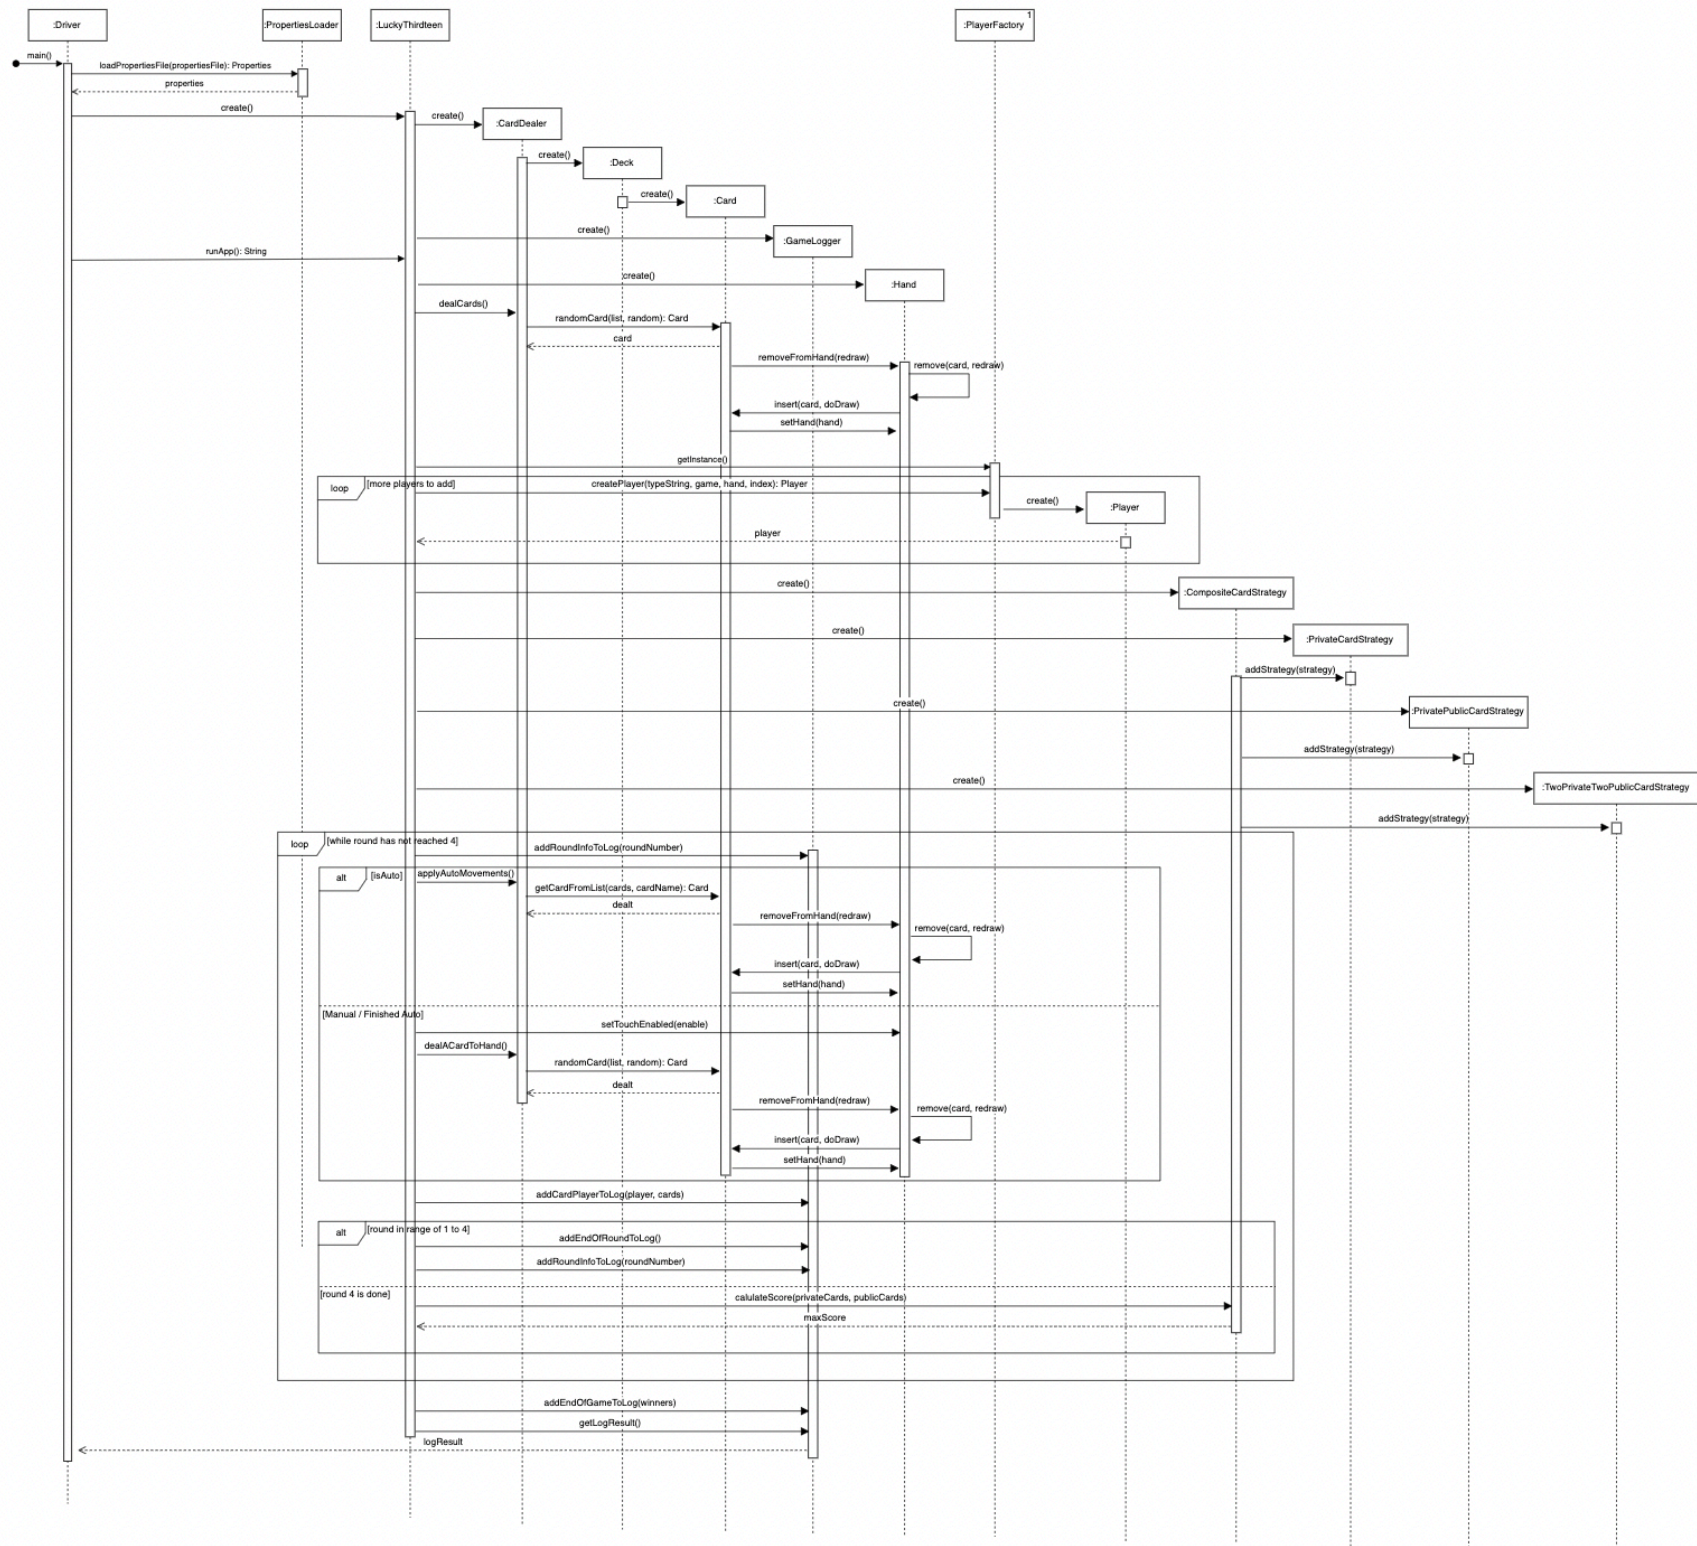 :Driver
:PropertiesLoader
:LuckyThirdteen
:PlayerFactory
1
main()
loadPropertiesFile(propertiesFile): Properties
properties
create()
create()
:CardDealer
create()
:Deck
create()
:Card
create()
:GameLogger
runApp(): String
create()
:Hand
dealCards()
randomCard(list, random): Card
card
removeFromHand(redraw)
remove(card, redraw)
insert(card, doDraw)
setHand(hand)
getInstance()
loop
[more players to add]
createPlayer(typeString, game, hand, index): Player
create()
:Player
player
create()
:CompositeCardStrategy
create()
:PrivateCardStrategy
addStrategy(strategy)
create()
:PrivatePublicCardStrategy
addStrategy(strategy)
create()
:TwoPrivateTwoPublicCardStrategy
addStrategy(strategy)
loop
[while round has not reached 4]
addRoundInfoToLog(roundNumber)
alt
[isAuto]
applyAutoMovements()
getCardFromList(cards, cardName): Card
dealt
removeFromHand(redraw)
remove(card, redraw)
insert(card, doDraw)
setHand(hand)
[Manual / Finished Auto]
setTouchEnabled(enable)
dealACardToHand()
randomCard(list, random): Card
dealt
removeFromHand(redraw)
remove(card, redraw)
insert(card, doDraw)
setHand(hand)
addCardPlayerToLog(player, cards)
alt
[round in range of 1 to 4]
addEndOfRoundToLog()
addRoundInfoToLog(roundNumber)
[round 4 is done]
calulateScore(privateCards, publicCards)
maxScore
addEndOfGameToLog(winners)
getLogResult()
logResult